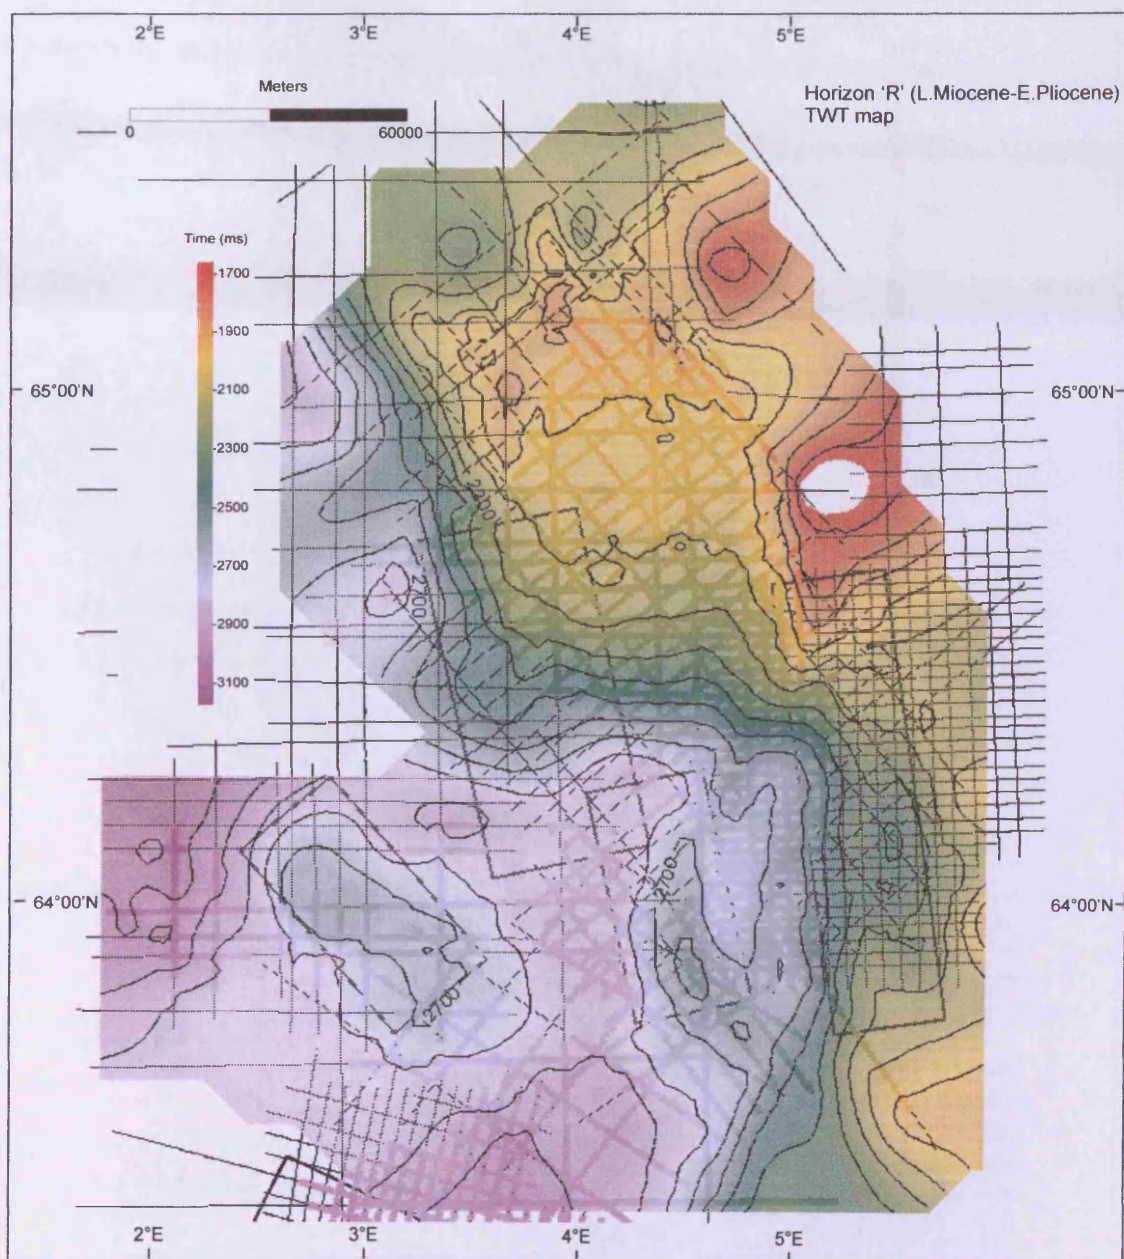 2°E 3°E 4°E 5°E
Meters
0 60000
Horizon 'R' (L.Miocene-E.Pliocene)
TWT map
Time (ms)
-1700
-1900
-2100
-2300
-2500
-2700
-2900
-3100
65°00'N 65°00'N
2200
-2700
-2700
64°00'N 64°00'N
-2700
2°E 3°E 4°E 5°E